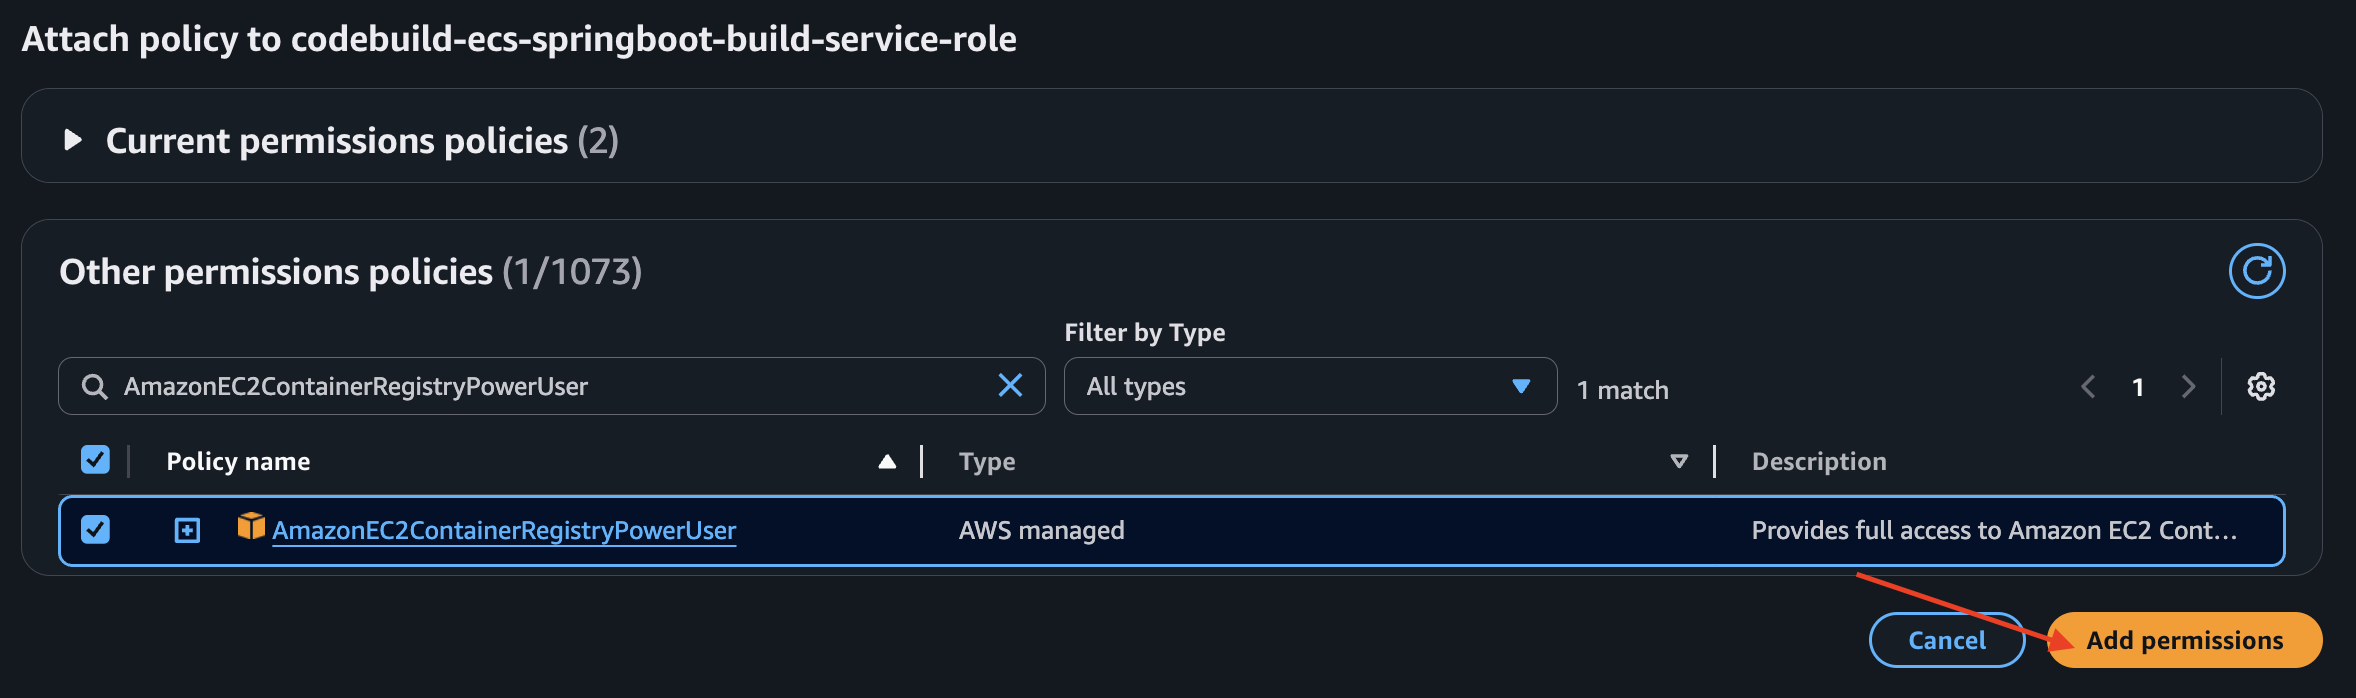 Attach policy to codebuild-ecs-springboot-build-service-role
Current permissions policies (2)
Other permissions policies (1/1073)
Filter by Type
AmazonEC2ContainerRegistryPowerUser All types 1 match 1
Policy name Type Description
AmazonEC2ContainerRegistryPowerUser AWS managed Provides full access to Amazon EC2 Cont...
Cancel Add permissions